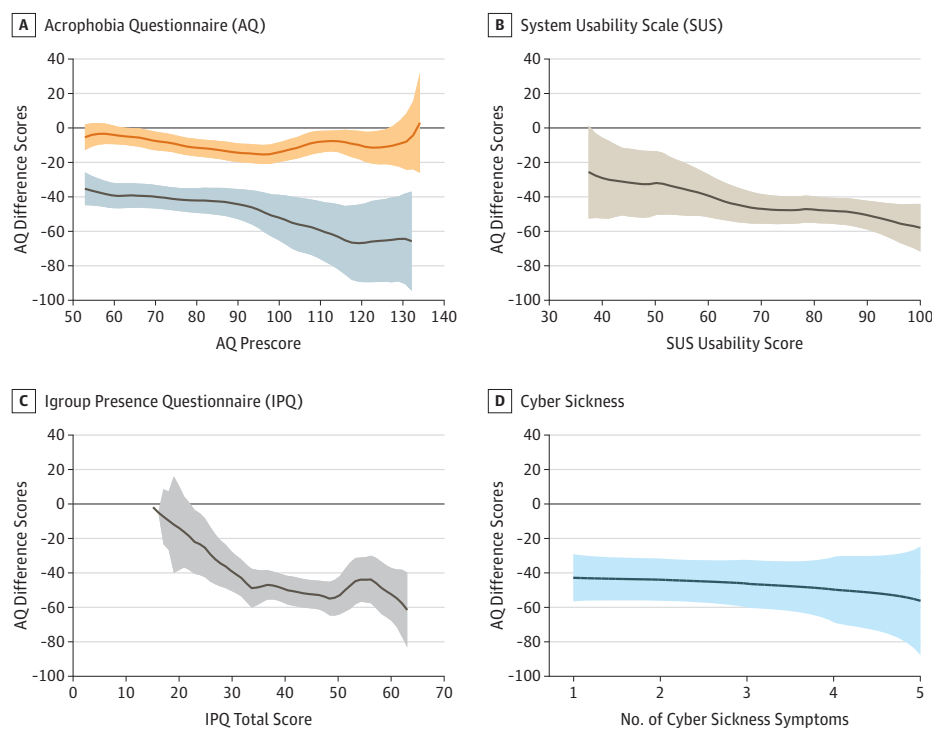 A Acrophobia Questionnaire (AQ)
40
20
0
-20
-40
-60
-80
-100
AQ Difference Scores
50 60 70 80 90 100 110 120 130 140
AQ Prescore
B System Usability Scale (SUS)
40
20
0
-20
-40
-60
-80
-100
AQ Difference Scores
30 40 50 60 70 80 90 100
SUS Usability Score
C Igroup Presence Questionnaire (IPQ)
40
20
0
-20
-40
-60
-80
-100
AQ Difference Scores
0 10 20 30 40 50 60 70
IPQ Total Score
D Cyber Sickness
40
20
0
-20
-40
-60
-80
-100
AQ Difference Scores
1 2 3 4 5
No. of Cyber Sickness Symptoms